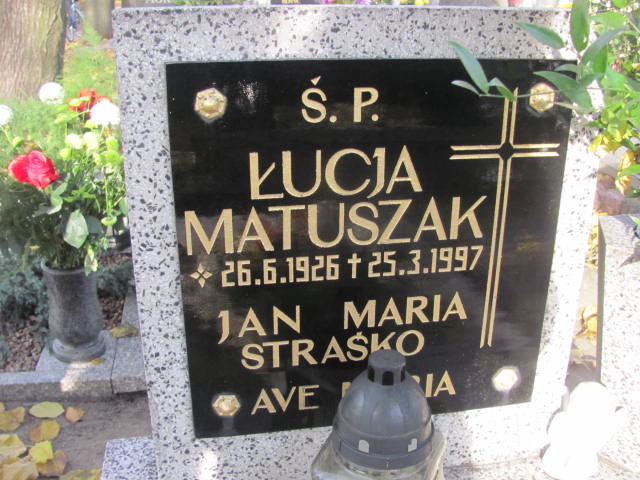 Ś. P.
ŁUCJA
MATUSZAK
26.6.1926 † 25.3.1997
JAN MARIA
STRAŚKO
AVE